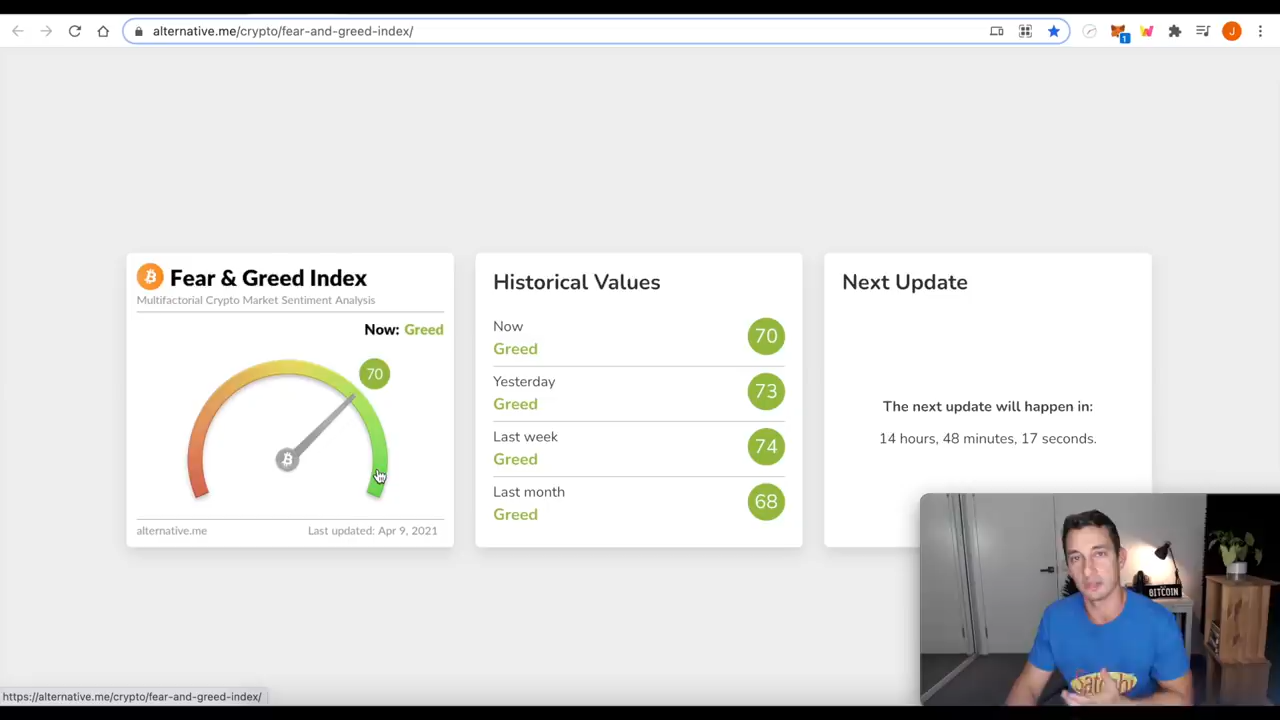 alternative.me/crypto/fear-and-greed-index/
1
J
Fear & Greed Index
Multifactorial Crypto Market Sentiment Analysis
Now: Greed
70
alternative.me
Last updated: Apr 9, 2021
Historical Values
Now
Greed
70
Yesterday
Greed
73
Last week
Greed
74
Last month
Greed
68
Next Update
The next update will happen in:
14 hours, 48 minutes, 17 seconds.
BITCOIN
Satoshi
https://alternative.me/crypto/fear-and-greed-index/